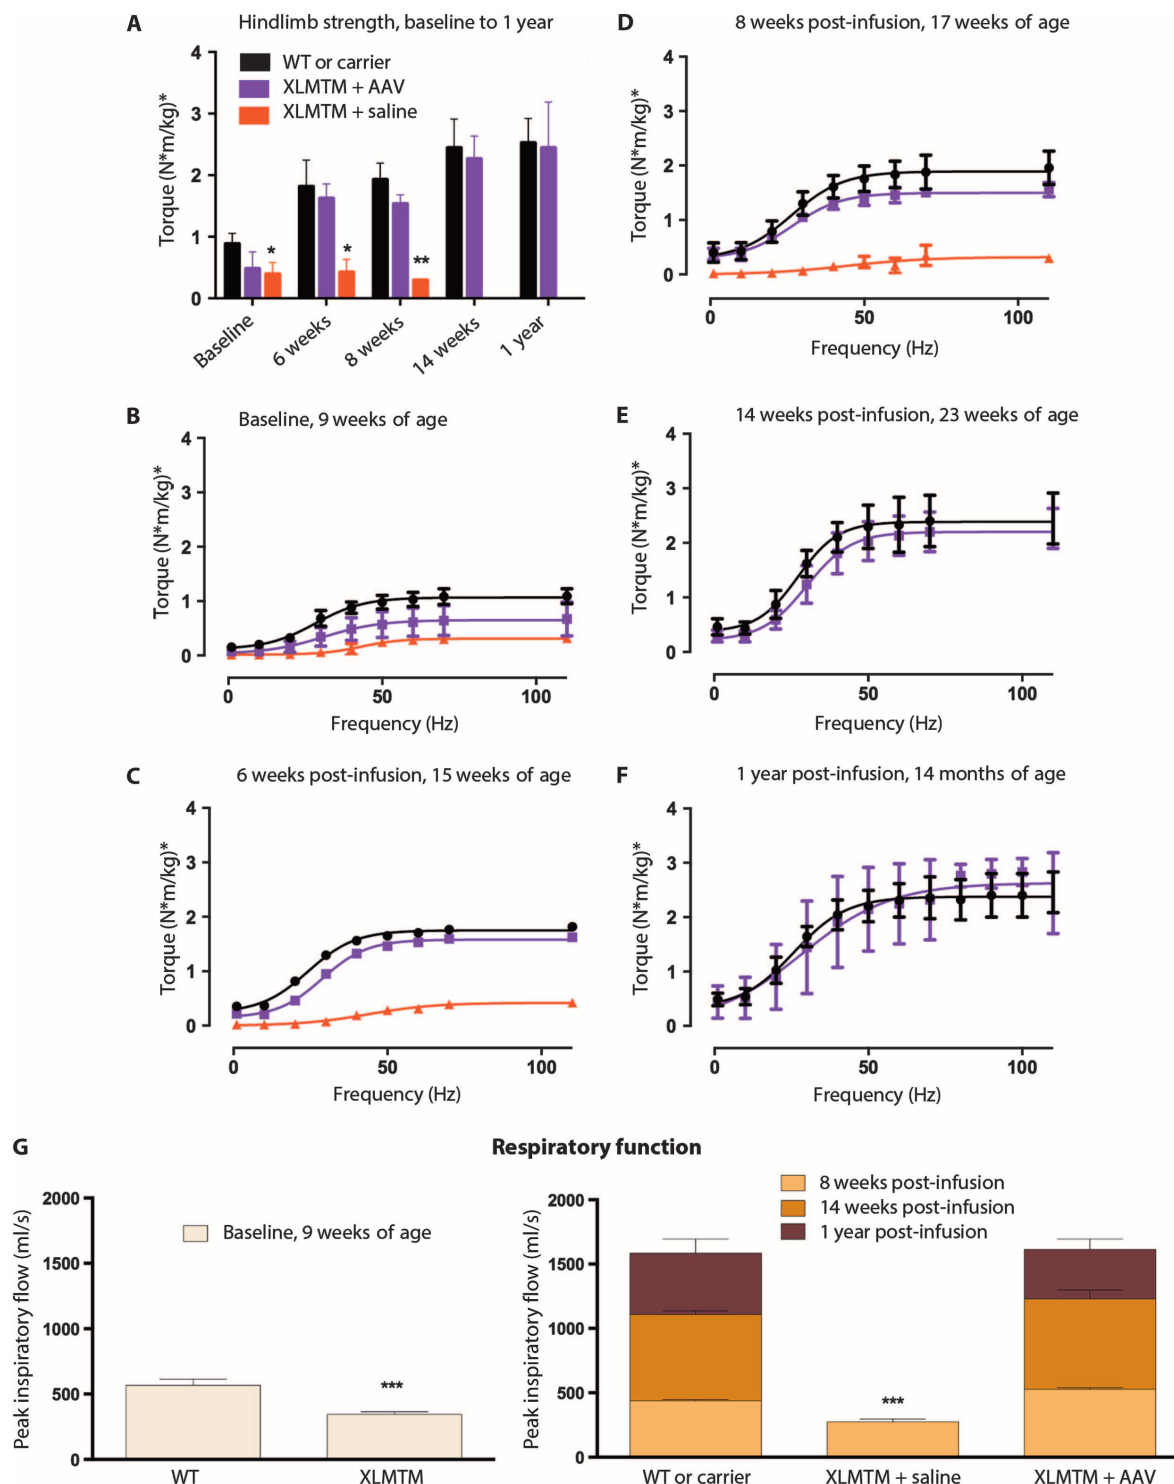 A
Hindlimb strength, baseline to 1 year
Torque (N*m/kg)*
4
3
2
1
0
WT or carrier
XLMTM + AAV
XLMTM + saline
*
*
**
Baseline
6 weeks
8 weeks
14 weeks
1 year
B
Baseline, 9 weeks of age
Torque (N*m/kg)*
4
3
2
1
0
0
50
100
Frequency (Hz)
C
6 weeks post-infusion, 15 weeks of age
Torque (N*m/kg)*
4
3
2
1
0
0
50
100
Frequency (Hz)
D
8 weeks post-infusion, 17 weeks of age
Torque (N*m/kg)*
4
3
2
1
0
0
50
100
Frequency (Hz)
E
14 weeks post-infusion, 23 weeks of age
Torque (N*m/kg)*
4
3
2
1
0
0
50
100
Frequency (Hz)
F
1 year post-infusion, 14 months of age
Torque (N*m/kg)*
4
3
2
1
0
0
50
100
Frequency (Hz)
G
Respiratory function
Peak inspiratory flow (ml/s)
2000
1500
1000
500
0
Baseline, 9 weeks of age
***
WT
XLMTM
Peak inspiratory flow (ml/s)
2000
1500
1000
500
0
8 weeks post-infusion
14 weeks post-infusion
1 year post-infusion
***
WT or carrier
XLMTM + saline
XLMTM + AAV